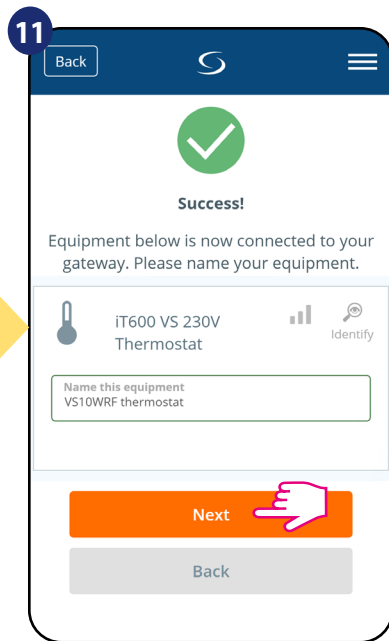 11
Back
Success!
Equipment below is now connected to your
gateway. Please name your equipment.
iT600 VS 230V
Thermostat
Identify
Name this equipment
VS10WRF thermostat
Next
Back